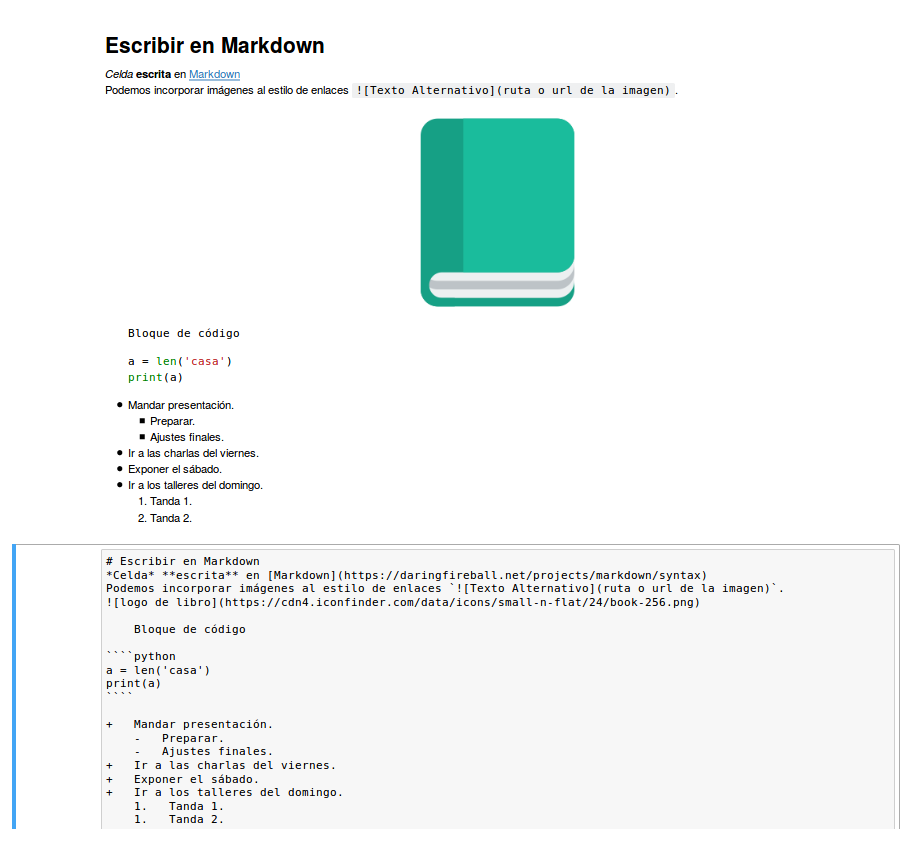 Escribir en Markdown
Celda escrita en Markdown
Podemos incorporar imágenes al estilo de enlaces ![Texto Alternativo](ruta o url de la imagen) .
Bloque de código
a = len('casa')
print(a)
● Mandar presentación.
■ Preparar.
■ Ajustes finales.
● Ir a las charlas del viernes.
● Exponer el sábado.
● Ir a los talleres del domingo.
1. Tanda 1.
2. Tanda 2.
# Escribir en Markdown
*Celda* **escrita** en [Markdown](https://daringfireball.net/projects/markdown/syntax)
Podemos incorporar imágenes al estilo de enlaces `![Texto Alternativo](ruta o url de la imagen)`.
![logo de libro](https://cdn4.iconfinder.com/data/icons/small-n-flat/24/book-256.png)
    Bloque de código
````python
a = len('casa')
print(a)
````
+   Mandar presentación.
    -   Preparar.
    -   Ajustes finales.
+   Ir a las charlas del viernes.
+   Exponer el sábado.
+   Ir a los talleres del domingo.
    1.   Tanda 1.
    1.   Tanda 2.